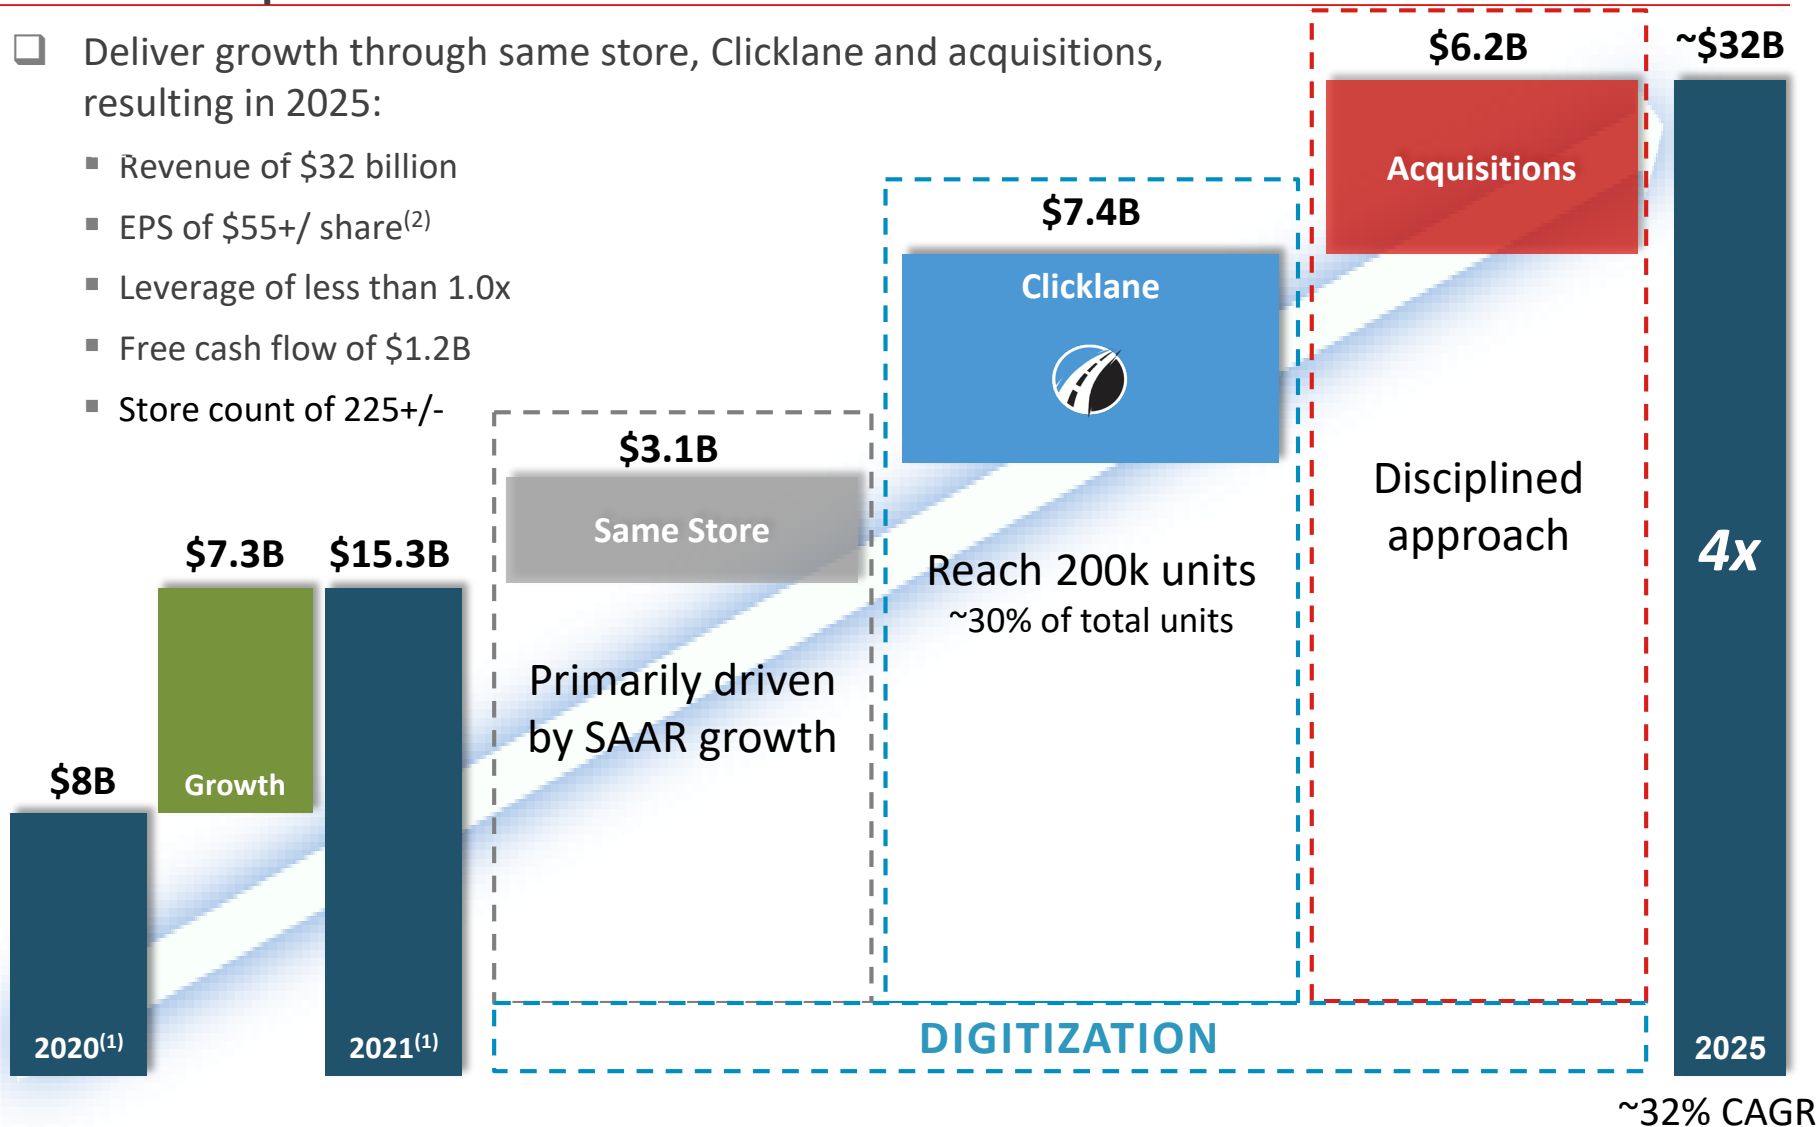 Deliver growth through same store, Clicklane and acquisitions,
resulting in 2025:
Revenue of $32 billion
EPS of $55+/ share(2)
Leverage of less than 1.0x
Free cash flow of $1.2B
Store count of 225+/-
$8B
2020(1)
$7.3B
Growth
$15.3B
2021(1)
$3.1B
Same Store
Primarily driven
by SAAR growth
$7.4B
Clicklane
Reach 200k units
~30% of total units
$6.2B
Acquisitions
Disciplined
approach
DIGITIZATION
~$32B
4x
2025
~32% CAGR